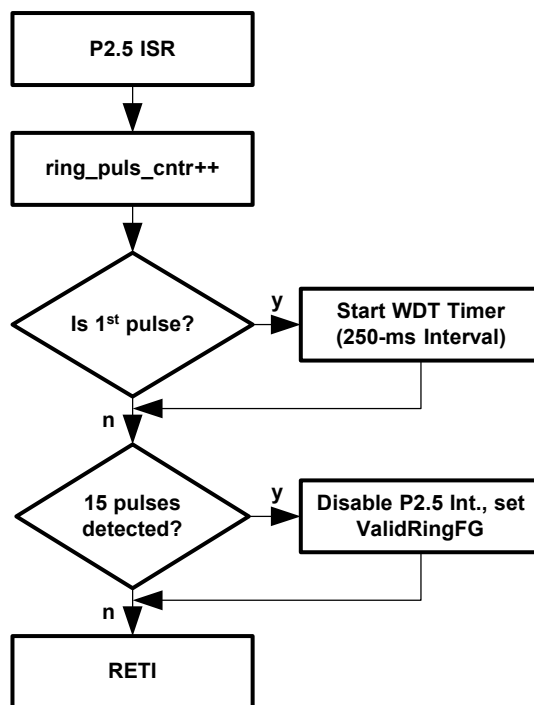 P2.5 ISR
ring_puls_cntr++
Is 1st pulse?
y
Start WDT Timer
(250-ms Interval)
n
15 pulses
detected?
y
Disable P2.5 Int., set
ValidRingFG
n
RETI